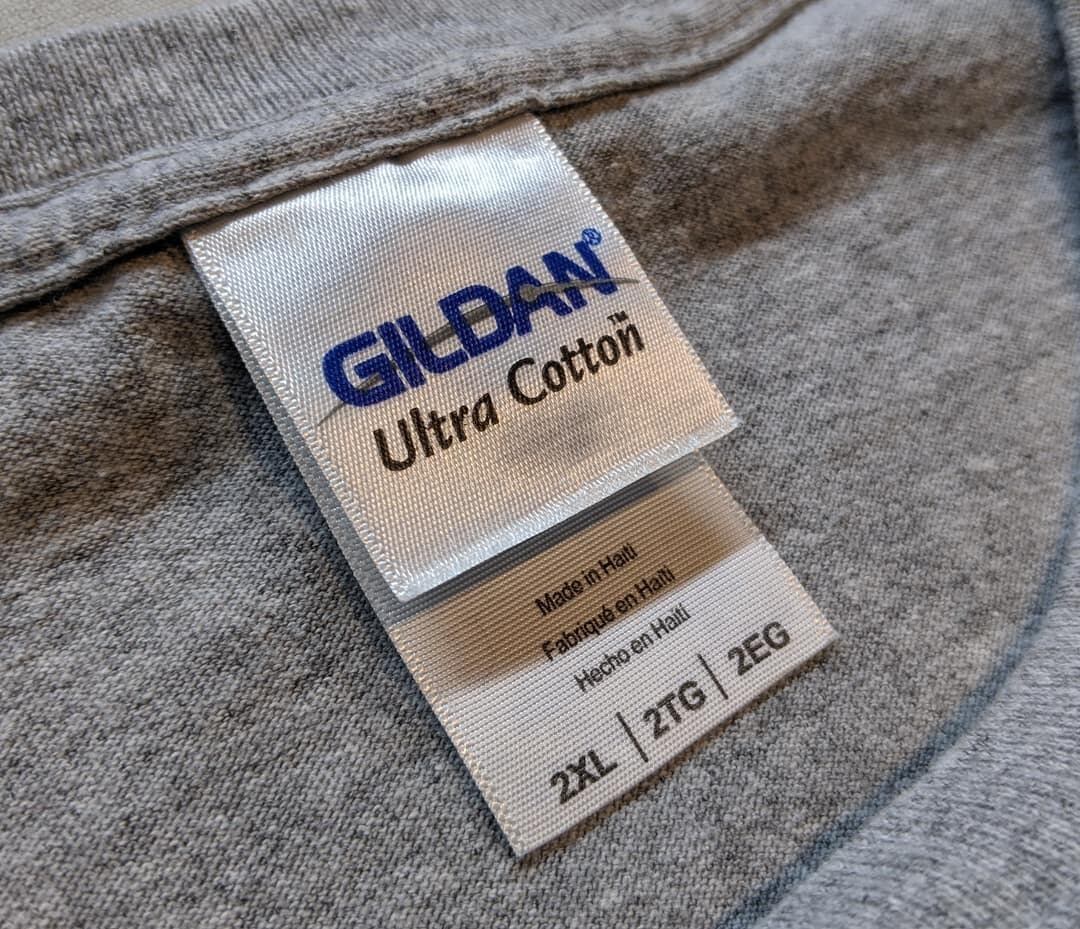 GILDAN®
Ultra Cotton™
Made in Haiti
Fabriqué en Haïti
Hecho en Haití
2XL | 2TG | 2EG